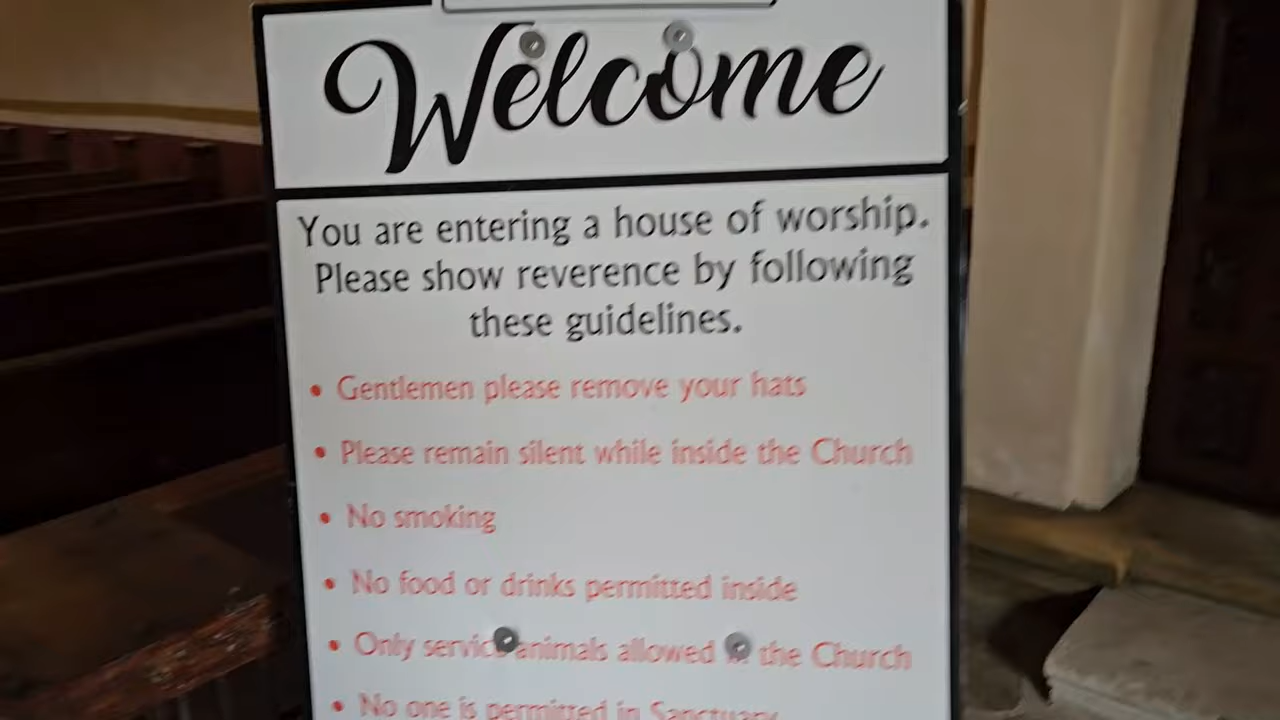 Welcome
You are entering a house of worship.
Please show reverence by following
these guidelines.
• Gentlemen please remove your hats
• Please remain silent while inside the Church
• No smoking
• No food or drinks permitted inside
• Only service animals allowed in the Church
• No one is permitted in Sanctuary